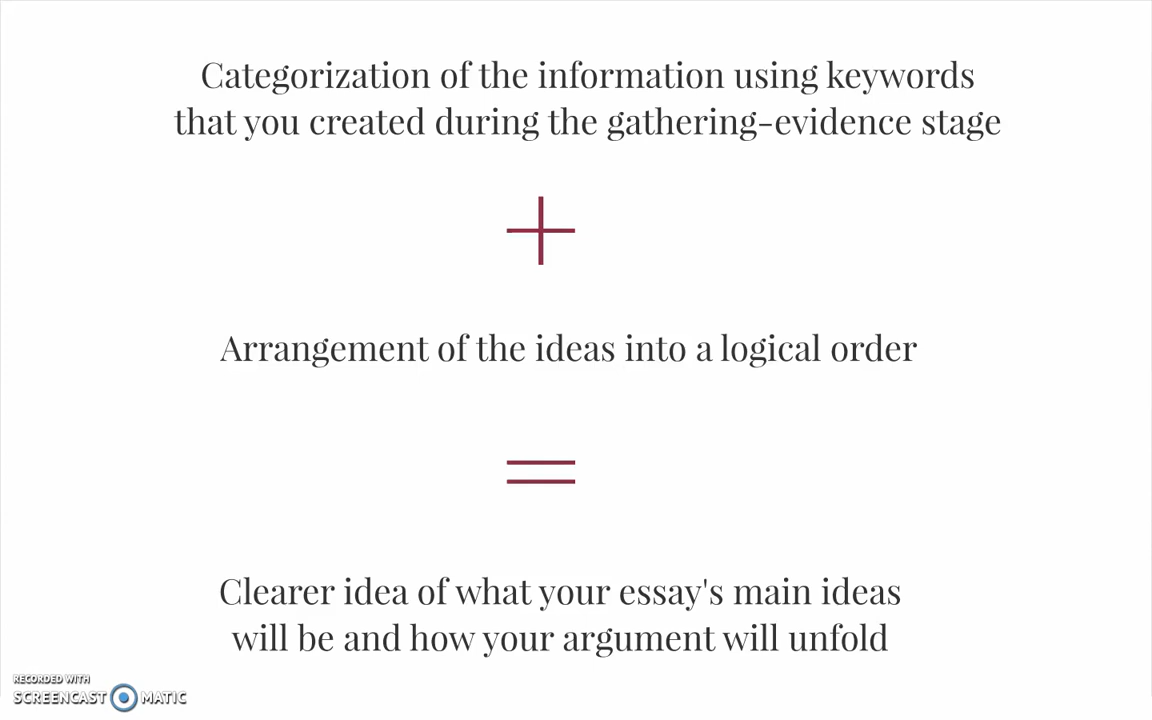 Categorization of the information using keywords
that you created during the gathering-evidence stage
+
Arrangement of the ideas into a logical order
=
Clearer idea of what your essay's main ideas
will be and how your argument will unfold
RECORDED WITH
SCREENCAST MATIC